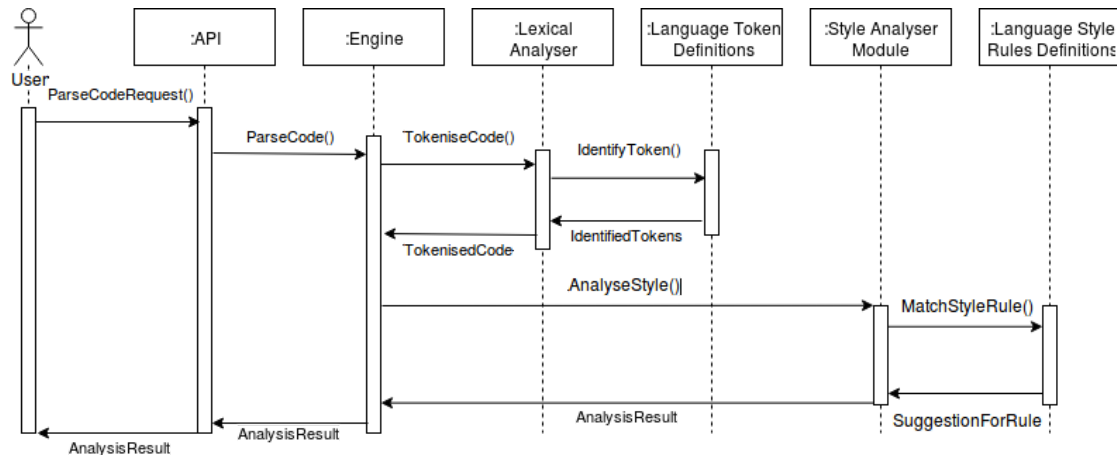 :API
:Engine
:Lexical
Analyser
:Language Token
Definitions
:Style Analyser
Module
:Language Style
Rules Definitions
User
ParseCodeRequest()
ParseCode()
TokeniseCode()
IdentifyToken()
IdentifiedTokens
TokenisedCode
.AnalyseStyle()
MatchStyleRule()
SuggestionForRule
AnalysisResult
AnalysisResult
AnalysisResult